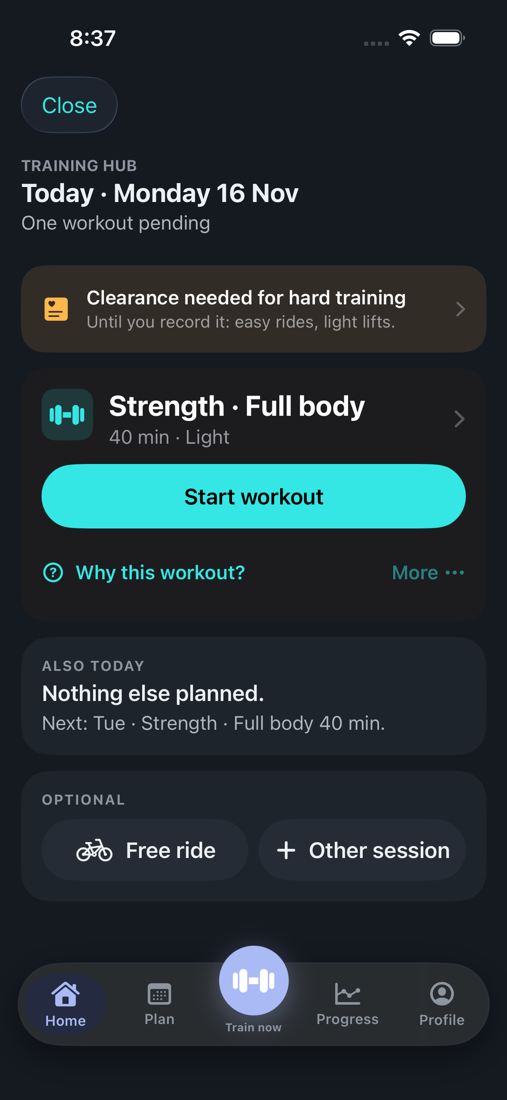 8:37
Close
TRAINING HUB
Today · Monday 16 Nov
One workout pending
Clearance needed for hard training
Until you record it: easy rides, light lifts.
Strength · Full body
40 min · Light
Start workout
Why this workout?
More ···
ALSO TODAY
Nothing else planned.
Next: Tue · Strength · Full body 40 min.
OPTIONAL
Free ride
+ Other session
Home
Plan
Train now
Progress
Profile